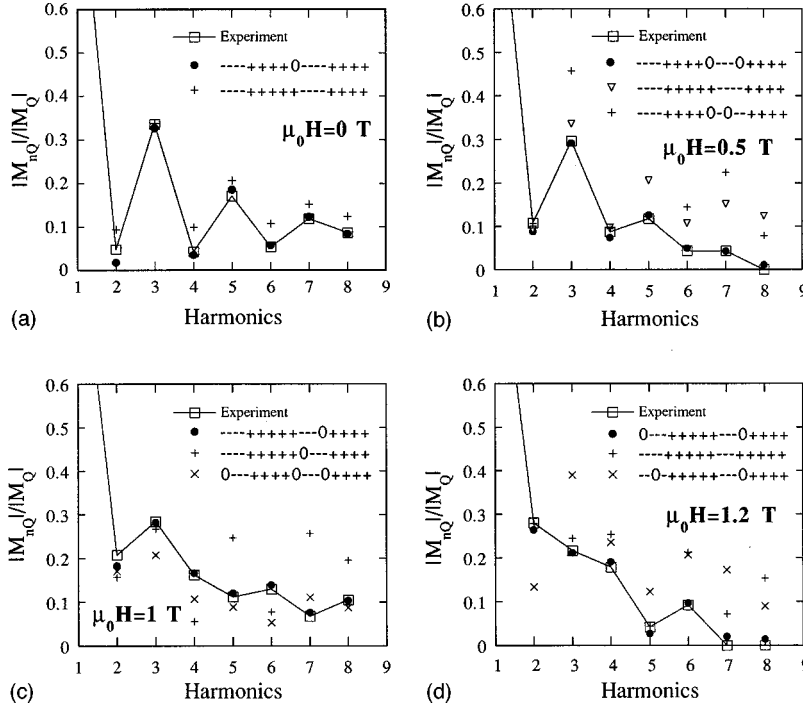 |M_nQ|/|M_Q|
0.6
0.5
0.4
0.3
0.2
0.1
0
Experiment
----++++0----++++
----++++-----++++
μ₀H=0 T
1 2 3 4 5 6 7 8 9
Harmonics
(a)
|M_nQ|/|M_Q|
0.6
0.5
0.4
0.3
0.2
0.1
0
Experiment
----++++0---0++++
----++++-----++++
----++++0-0--++++
μ₀H=0.5 T
1 2 3 4 5 6 7 8 9
Harmonics
(b)
|M_nQ|/|M_Q|
0.6
0.5
0.4
0.3
0.2
0.1
0
Experiment
----+++++---0++++
----++++0----++++
0---++++0---0++++
μ₀H=1 T
1 2 3 4 5 6 7 8 9
Harmonics
(c)
|M_nQ|/|M_Q|
0.6
0.5
0.4
0.3
0.2
0.1
0
Experiment
0---+++++---0++++
----+++++----++++
-0--+++++---0++++
μ₀H=1.2 T
1 2 3 4 5 6 7 8 9
Harmonics
(d)